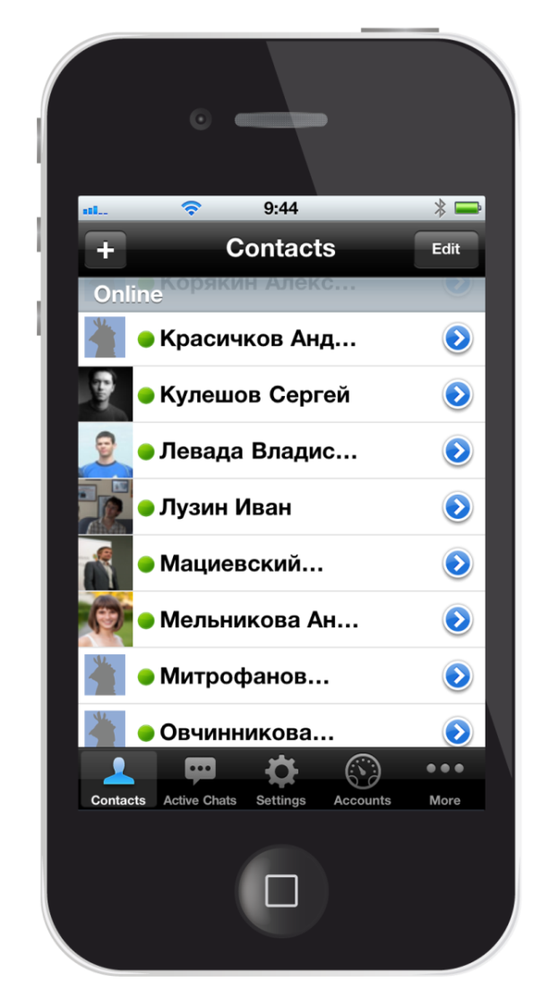 9:44
+
Contacts
Edit
Корякин Алекс...
Online
Красичков Анд...
Кулешов Сергей
Левада Владис...
Лузин Иван
Мациевский...
Мельникова Ан...
Митрофанов...
Овчинникова...
Contacts Active Chats Settings Accounts More